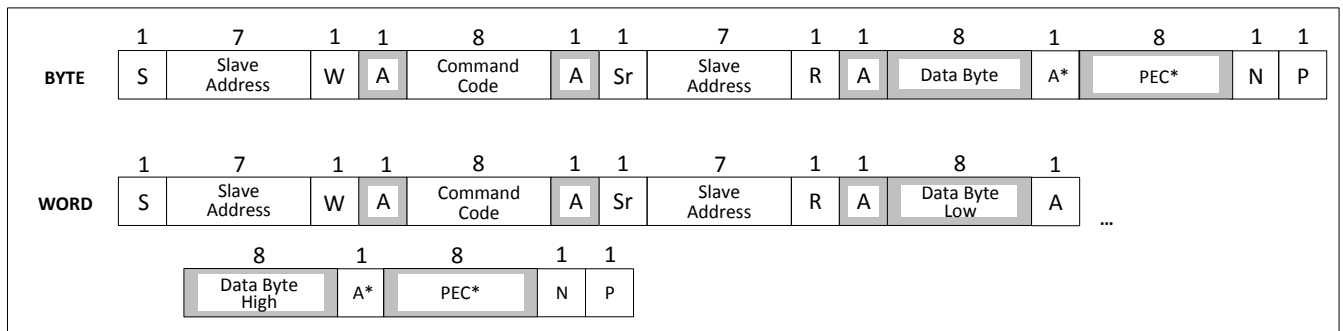 1 7 1 1 8 1 1 7 1 1 8 1 8 1 1
BYTE S Slave Address W A Command Code A Sr Slave Address R A Data Byte A* PEC* N P
1 7 1 1 8 1 1 7 1 1 8 1
WORD S Slave Address W A Command Code A Sr Slave Address R A Data Byte Low A ...
8 1 8 1 1
Data Byte High A* PEC* N P